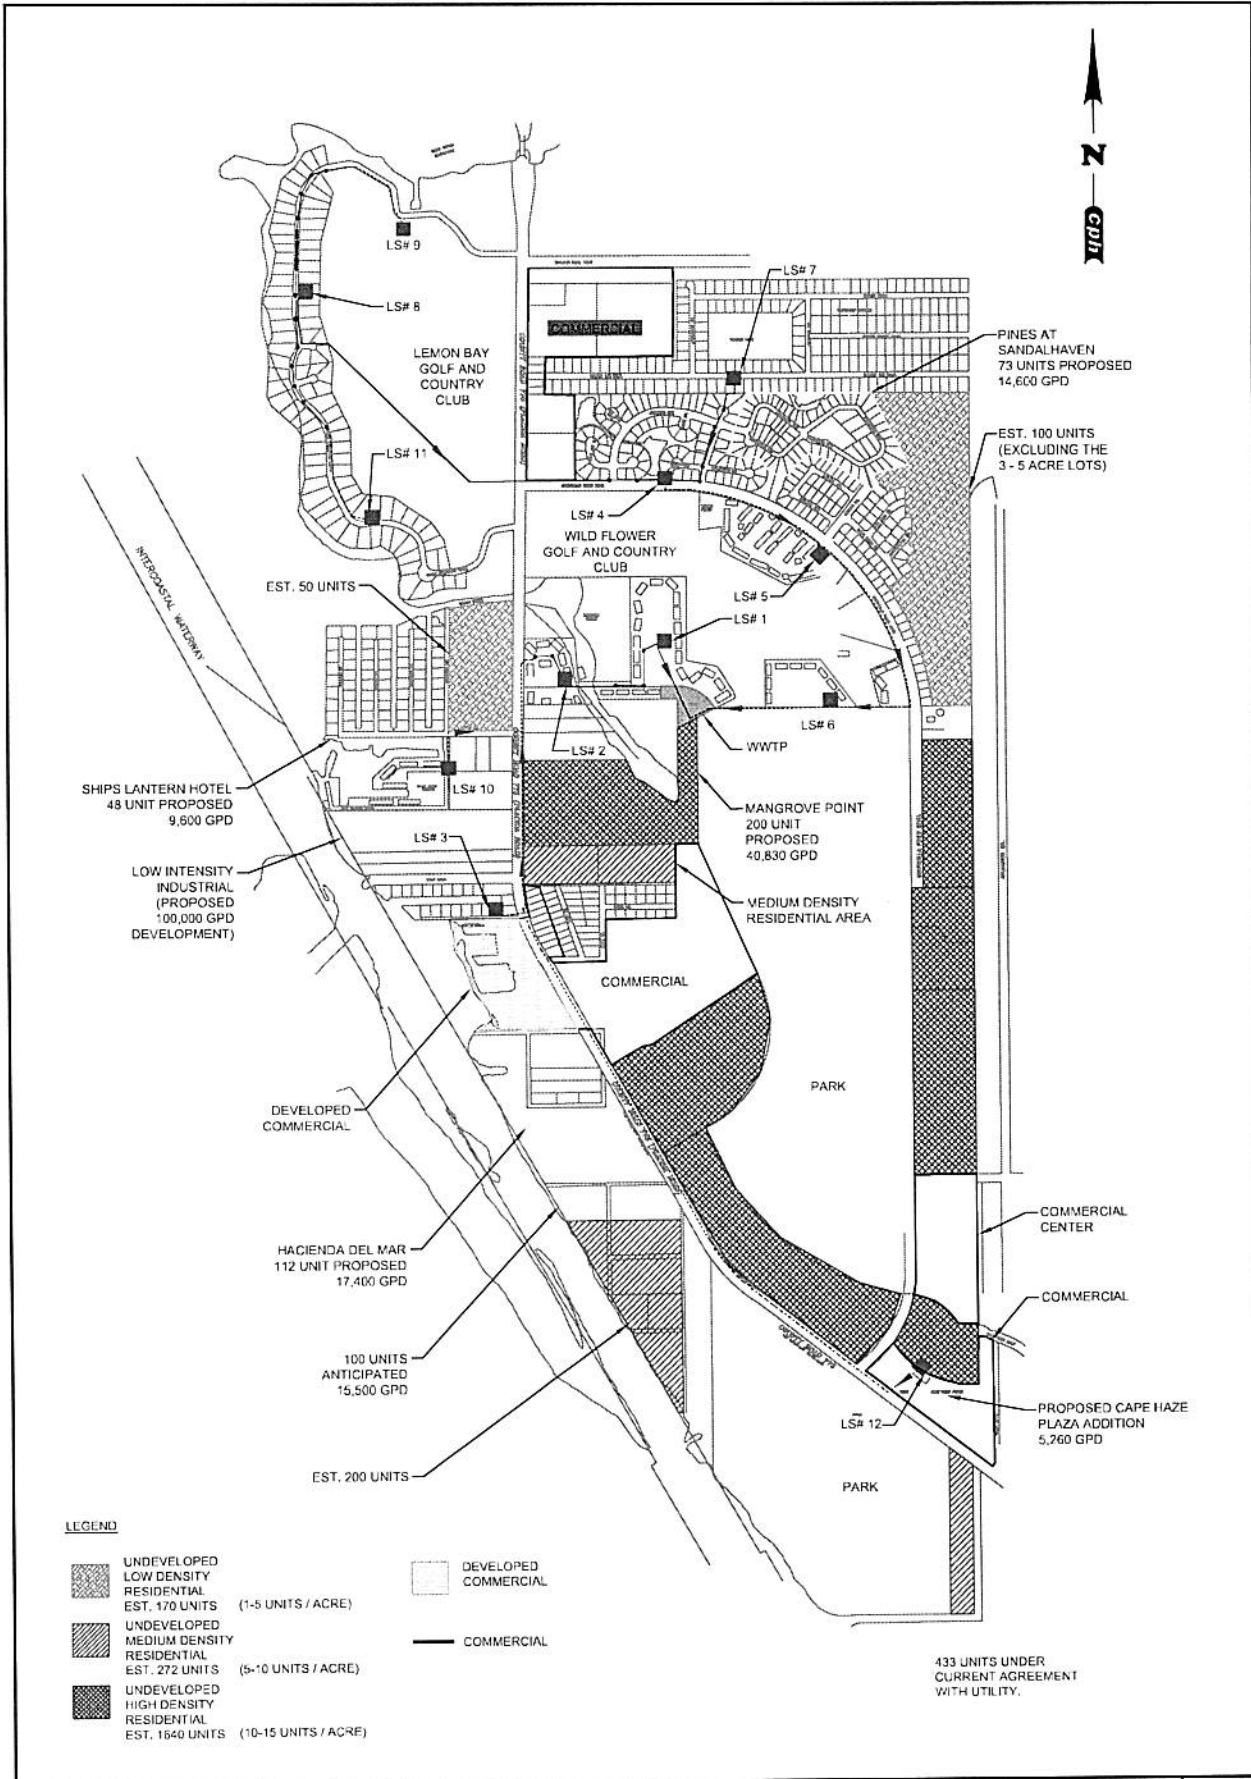 N
cph
LS# 9
LS# 7
LS# 8
COMMERCIAL
LEMON BAY
GOLF AND
COUNTRY
CLUB
PINES AT
SANDALHAVEN
73 UNITS PROPOSED
14,600 GPD
EST. 100 UNITS
(EXCLUDING THE
3 - 5 ACRE LOTS)
LS# 11
LS# 4
WILD FLOWER
GOLF AND COUNTRY
CLUB
INTERCOASTAL WATERWAY
EST. 50 UNITS
LS# 5
LS# 1
LS# 6
LS# 2
WWTP
SHIPS LANTERN HOTEL
48 UNIT PROPOSED
9,600 GPD
LS# 10
MANGROVE POINT
200 UNIT
PROPOSED
40,830 GPD
LS# 3
LOW INTENSITY
INDUSTRIAL
(PROPOSED
100,000 GPD
DEVELOPMENT)
MEDIUM DENSITY
RESIDENTIAL AREA
COMMERCIAL
PARK
DEVELOPED
COMMERCIAL
COMMERCIAL
CENTER
HACIENDA DEL MAR
112 UNIT PROPOSED
17,400 GPD
COMMERCIAL
100 UNITS
ANTICIPATED
15,500 GPD
PROPOSED CAPE HAZE
PLAZA ADDITION
5,260 GPD
LS# 12
EST. 200 UNITS
PARK
LEGEND
UNDEVELOPED
LOW DENSITY
RESIDENTIAL
EST. 170 UNITS (1-5 UNITS / ACRE)
UNDEVELOPED
MEDIUM DENSITY
RESIDENTIAL
EST. 272 UNITS (5-10 UNITS / ACRE)
UNDEVELOPED
HIGH DENSITY
RESIDENTIAL
EST. 1640 UNITS (10-15 UNITS / ACRE)
DEVELOPED
COMMERCIAL
COMMERCIAL
433 UNITS UNDER
CURRENT AGREEMENT
WITH UTILITY.